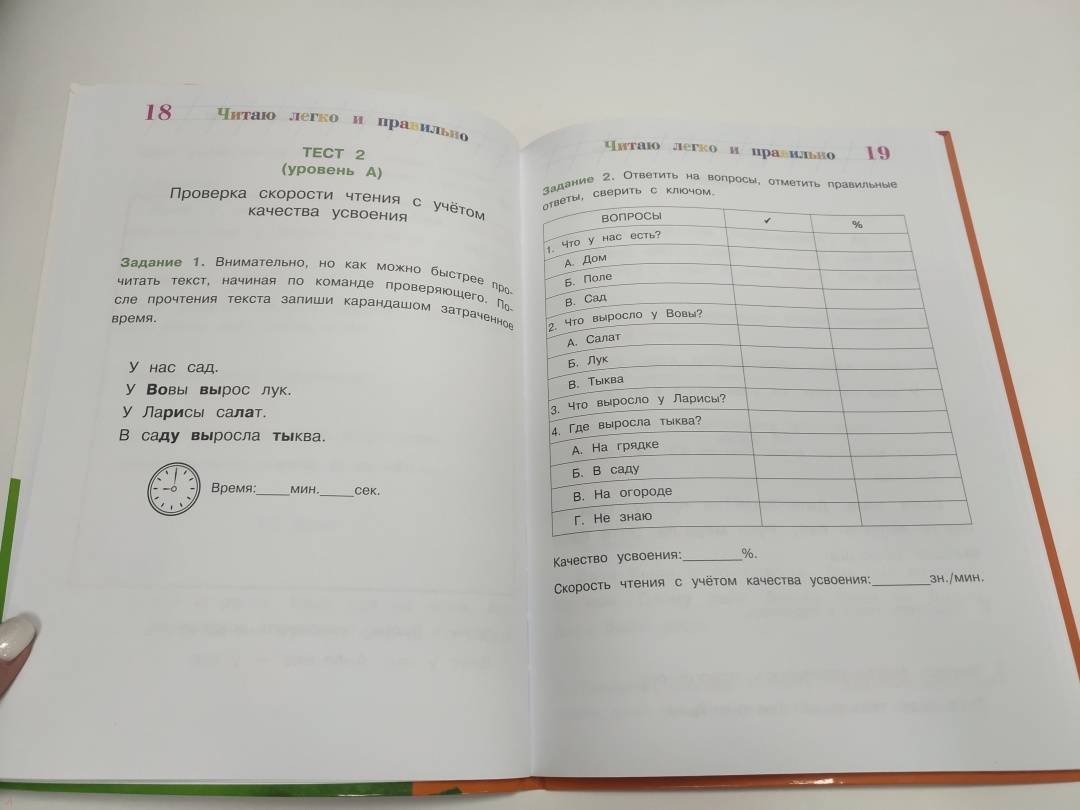 18 Читаю легко и правильно
ТЕСТ 2
(уровень А)
Проверка скорости чтения с учётом
качества усвоения
Задание 1. Внимательно, но как можно быстрее про-
читать текст, начиная по команде проверяющего. По-
сле прочтения текста запиши карандашом затраченное
время.
У нас сад.
У Вовы вырос лук.
У Ларисы салат.
В саду выросла тыква.
Время:_____мин._____сек.
Читаю легко и правильно 19
Задание 2. Ответить на вопросы, отметить правильные
ответы, сверить с ключом.
ВОПРОСЫ ✓ %
1. Что у нас есть?
А. Дом
Б. Поле
В. Сад
2. Что выросло у Вовы?
А. Салат
Б. Лук
В. Тыква
3. Что выросло у Ларисы?
4. Где выросла тыква?
А. На грядке
Б. В саду
В. На огороде
Г. Не знаю
Качество усвоения:________%.
Скорость чтения с учётом качества усвоения:________зн./мин.